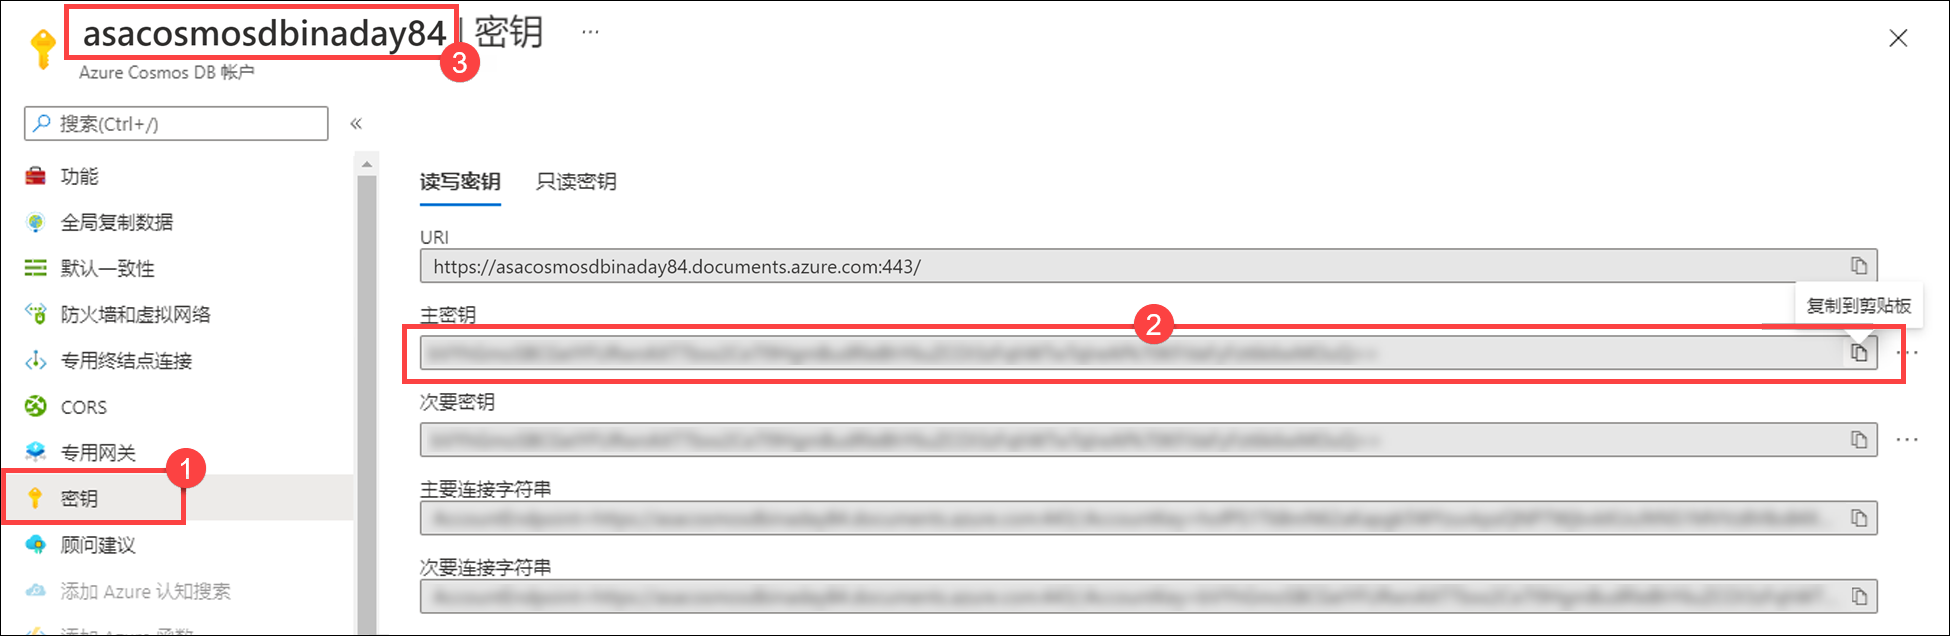 asacosmosdbinaday84 | 密钥 ...
3
Azure Cosmos DB 帐户
搜索(Ctrl+/)
«
功能
全局复制数据
默认一致性
防火墙和虚拟网络
专用终结点连接
CORS
专用网关
1
密钥
顾问建议
添加 Azure 认知搜索
添加 Azure 函数
读写密钥
只读密钥
URI
https://asacosmosdbinaday84.documents.azure.com:443/
复制到剪贴板
主密钥
2
次要密钥
主要连接字符串
次要连接字符串